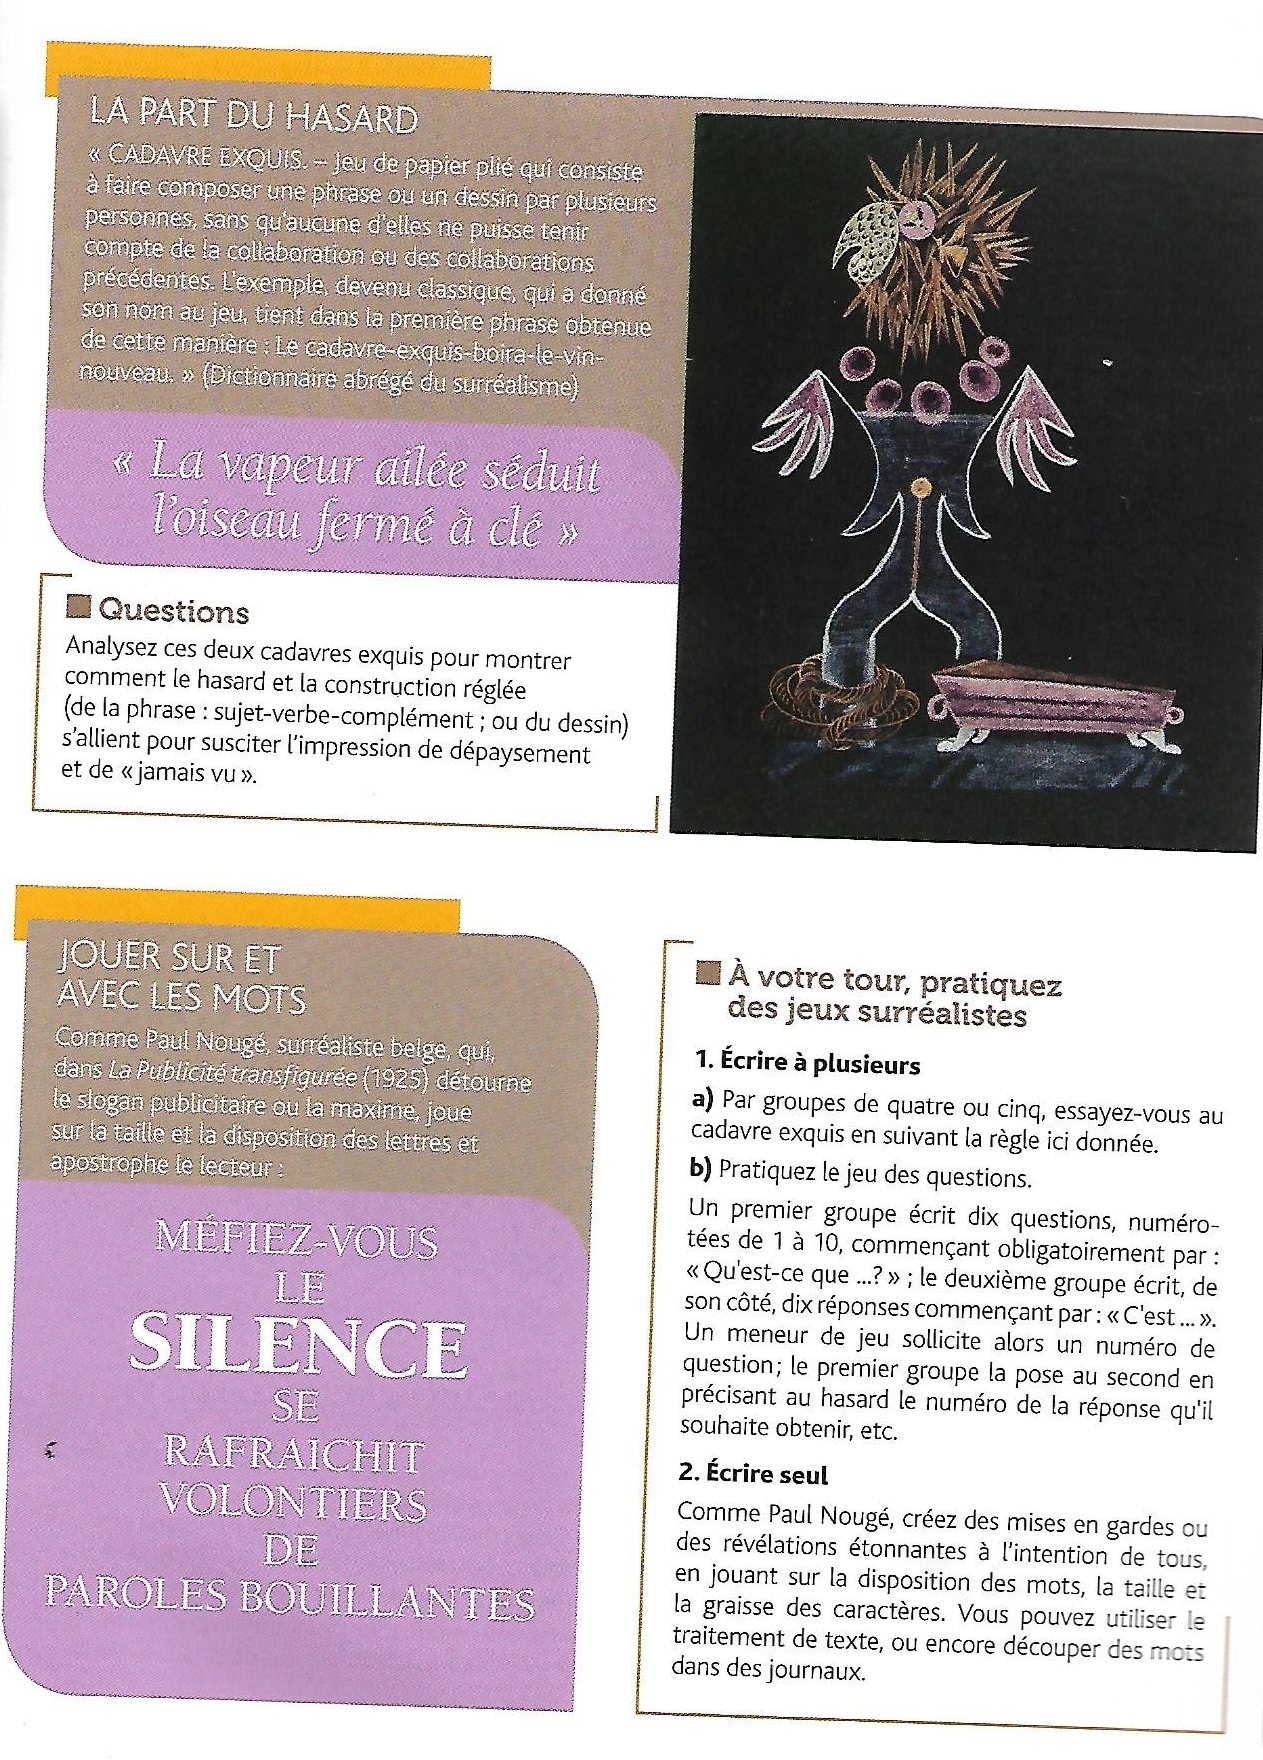 LA PART DU HASARD
« CADAVRE EXQUIS. – Jeu de papier plié qui consiste
à faire composer une phrase ou un dessin par plusieurs
personnes, sans qu'aucune d'elles ne puisse tenir
compte de la collaboration ou des collaborations
précédentes. L'exemple, devenu classique, qui a donné
son nom au jeu, tient dans la première phrase obtenue
de cette manière : Le cadavre-exquis-boira-le-vin-
nouveau. » (Dictionnaire abrégé du surréalisme)
« La vapeur ailée séduit
l'oiseau fermé à clé »
Questions
Analysez ces deux cadavres exquis pour montrer
comment le hasard et la construction réglée
(de la phrase : sujet-verbe-complément ; ou du dessin)
s'allient pour susciter l'impression de dépaysement
et de « jamais vu ».
JOUER SUR ET
AVEC LES MOTS
Comme Paul Nougé, surréaliste belge, qui,
dans La Publicité transfigurée (1925) détourne
le slogan publicitaire ou la maxime, joue
sur la taille et la disposition des lettres et
apostrophe le lecteur :
MÉFIEZ-VOUS
LE
SILENCE
SE
RAFRAICHIT
VOLONTIERS
DE
PAROLES BOUILLANTES
À votre tour, pratiquez
des jeux surréalistes
1. Écrire à plusieurs
a) Par groupes de quatre ou cinq, essayez-vous au
cadavre exquis en suivant la règle ici donnée.
b) Pratiquez le jeu des questions.
Un premier groupe écrit dix questions, numéro-
tées de 1 à 10, commençant obligatoirement par :
« Qu'est-ce que ...? » ; le deuxième groupe écrit, de
son côté, dix réponses commençant par : « C'est ... ».
Un meneur de jeu sollicite alors un numéro de
question; le premier groupe la pose au second en
précisant au hasard le numéro de la réponse qu'il
souhaite obtenir, etc.
2. Écrire seul
Comme Paul Nougé, créez des mises en gardes ou
des révélations étonnantes à l'intention de tous,
en jouant sur la disposition des mots, la taille et
la graisse des caractères. Vous pouvez utiliser le
traitement de texte, ou encore découper des mots
dans des journaux.